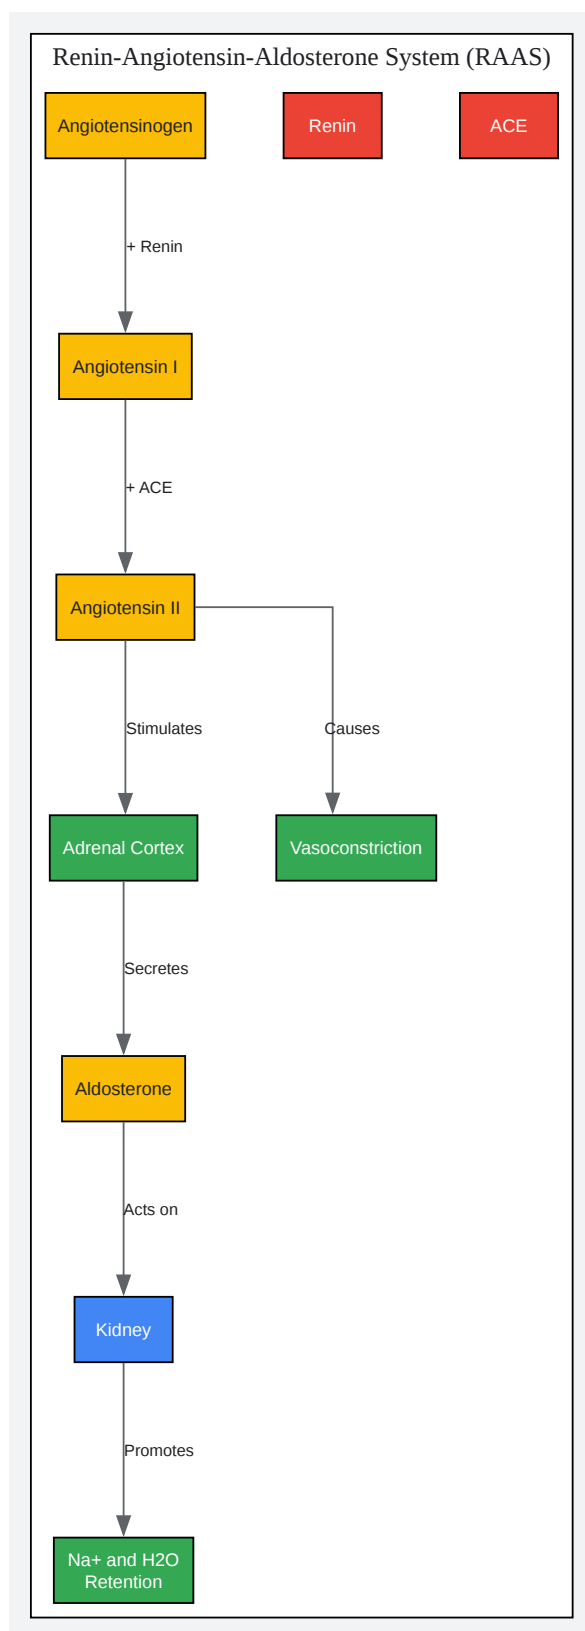 Renin-Angiotensin-Aldosterone System (RAAS)
Angiotensinogen
Renin
ACE
+ Renin
Angiotensin I
+ ACE
Angiotensin II
Stimulates
Causes
Adrenal Cortex
Vasoconstriction
Secretes
Aldosterone
Acts on
Kidney
Promotes
Na+ and H2O
Retention